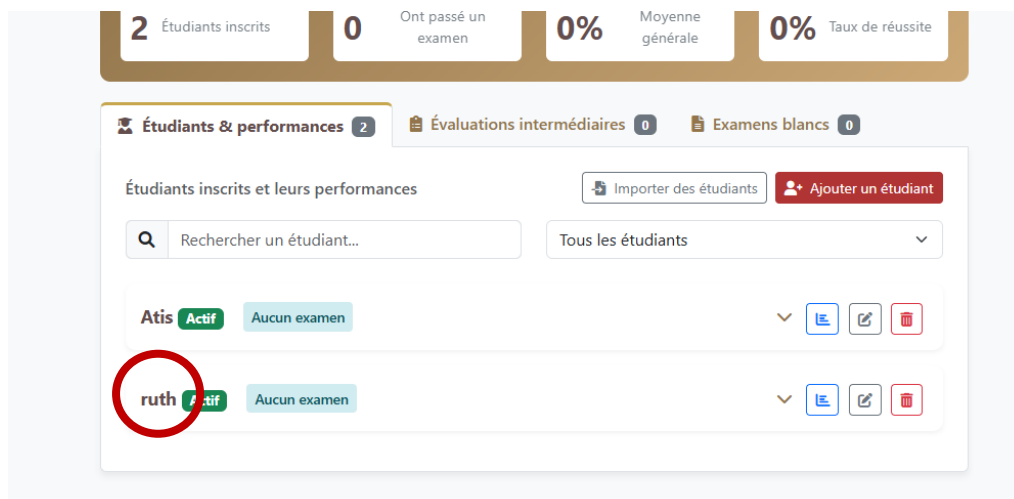 2 Étudiants inscrits
0 Ont passé un examen
0% Moyenne générale
0% Taux de réussite
Étudiants & performances 2
Évaluations intermédiaires 0
Examens blancs 0
Étudiants inscrits et leurs performances
Importer des étudiants
Ajouter un étudiant
Rechercher un étudiant...
Tous les étudiants
Atis Actif Aucun examen
ruth Actif Aucun examen